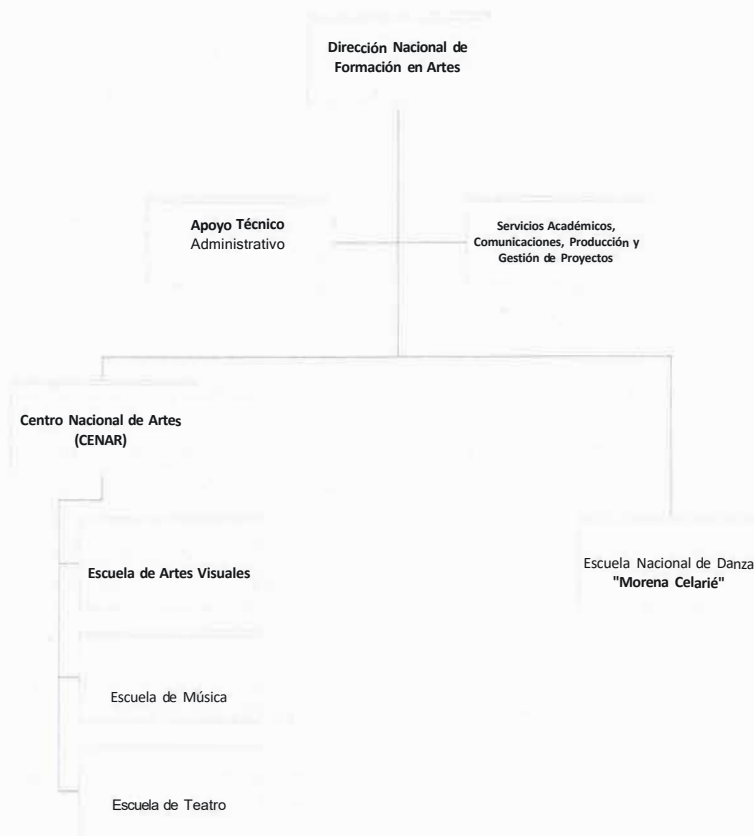 Dirección Nacional de
Formación en Artes
Apoyo Técnico
Administrativo
Servicios Académicos,
Comunicaciones, Producción y
Gestión de Proyectos
Centro Nacional de Artes
(CENAR)
Escuela de Artes Visuales
Escuela Nacional de Danza
"Morena Celarié"
Escuela de Música
Escuela de Teatro